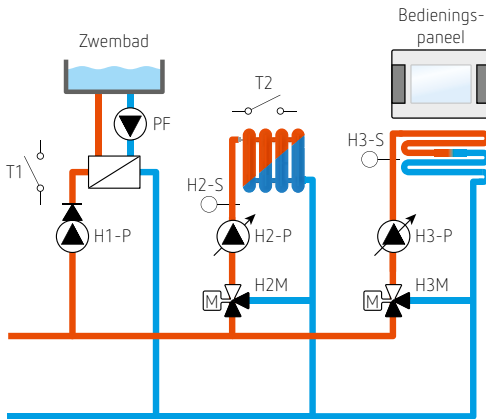 Bedienings-
paneel
Zwembad
T2
PF
T1
H3-S
H2-S
H1-P
H2-P
H3-P
H2M
H3M
M
M